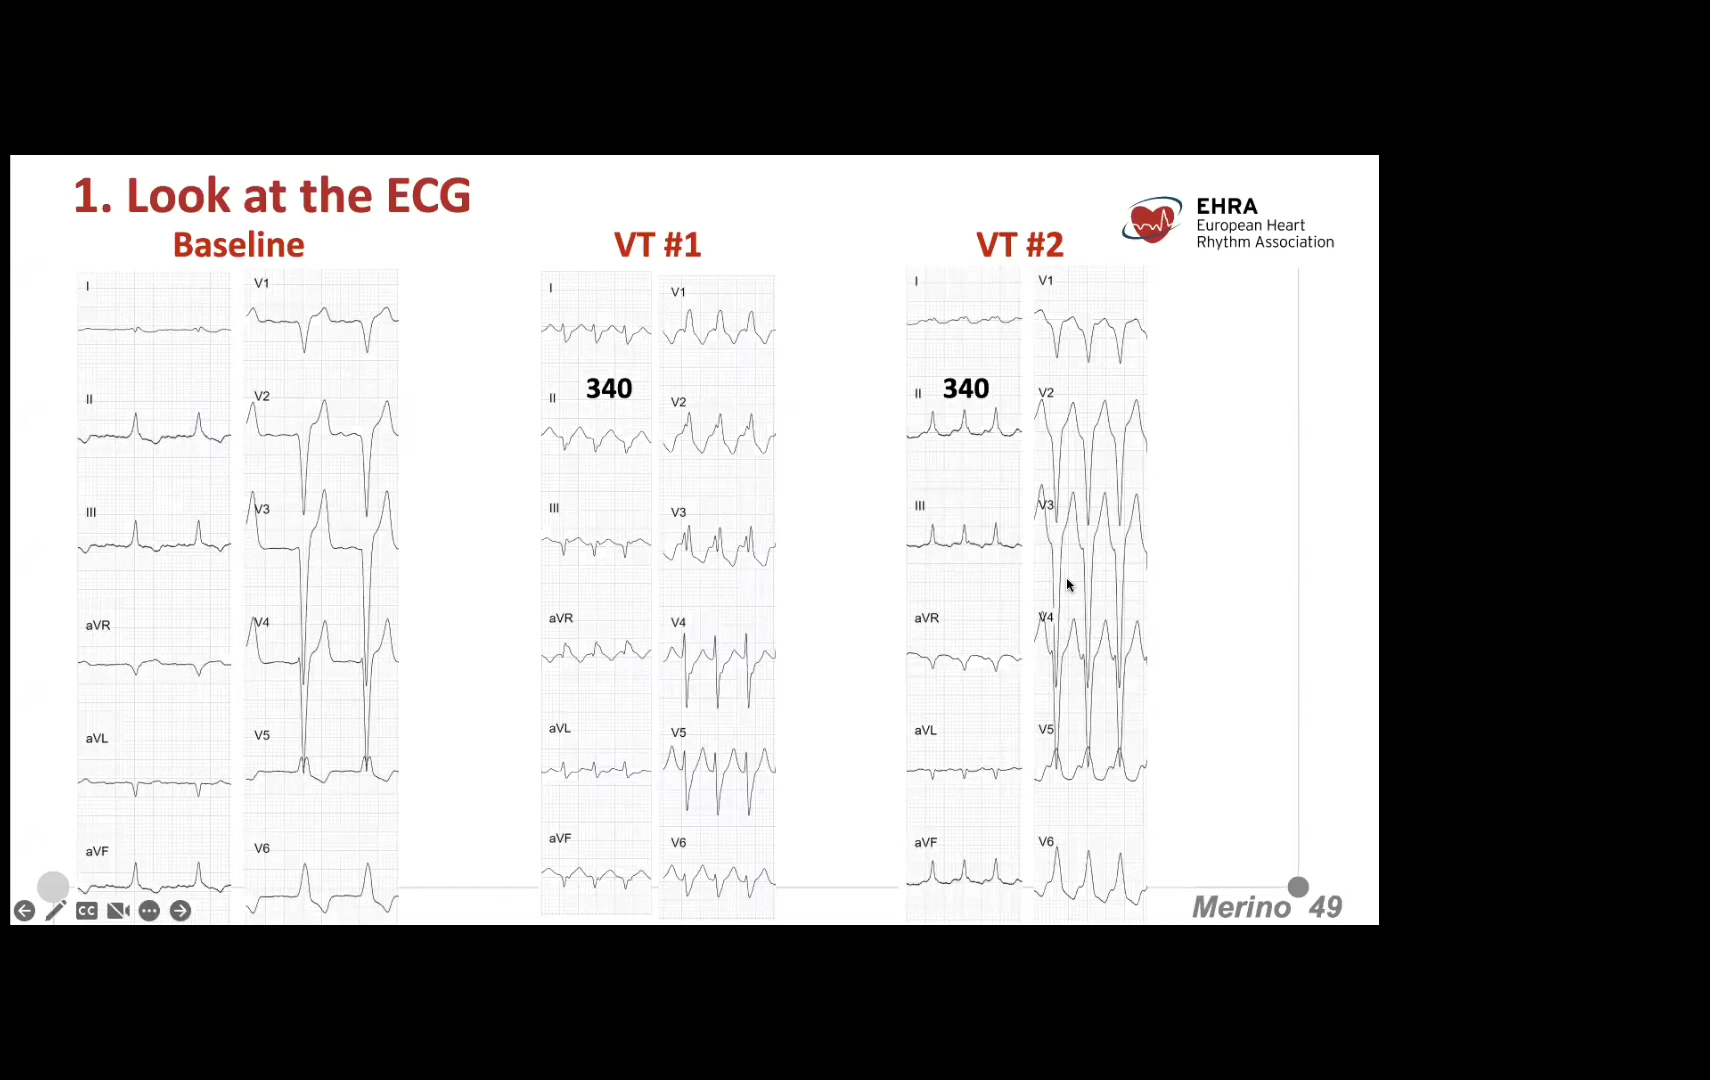 1. Look at the ECG
EHRA
European Heart
Rhythm Association
Baseline
VT #1
VT #2
I
V1
II
V2
III
V3
aVR
V4
aVL
V5
aVF
V6
I
V1
340
II
V2
III
V3
aVR
V4
aVL
V5
aVF
V6
I
V1
340
II
V2
III
V3
aVR
V4
aVL
V5
aVF
V6
CC
Merino 49